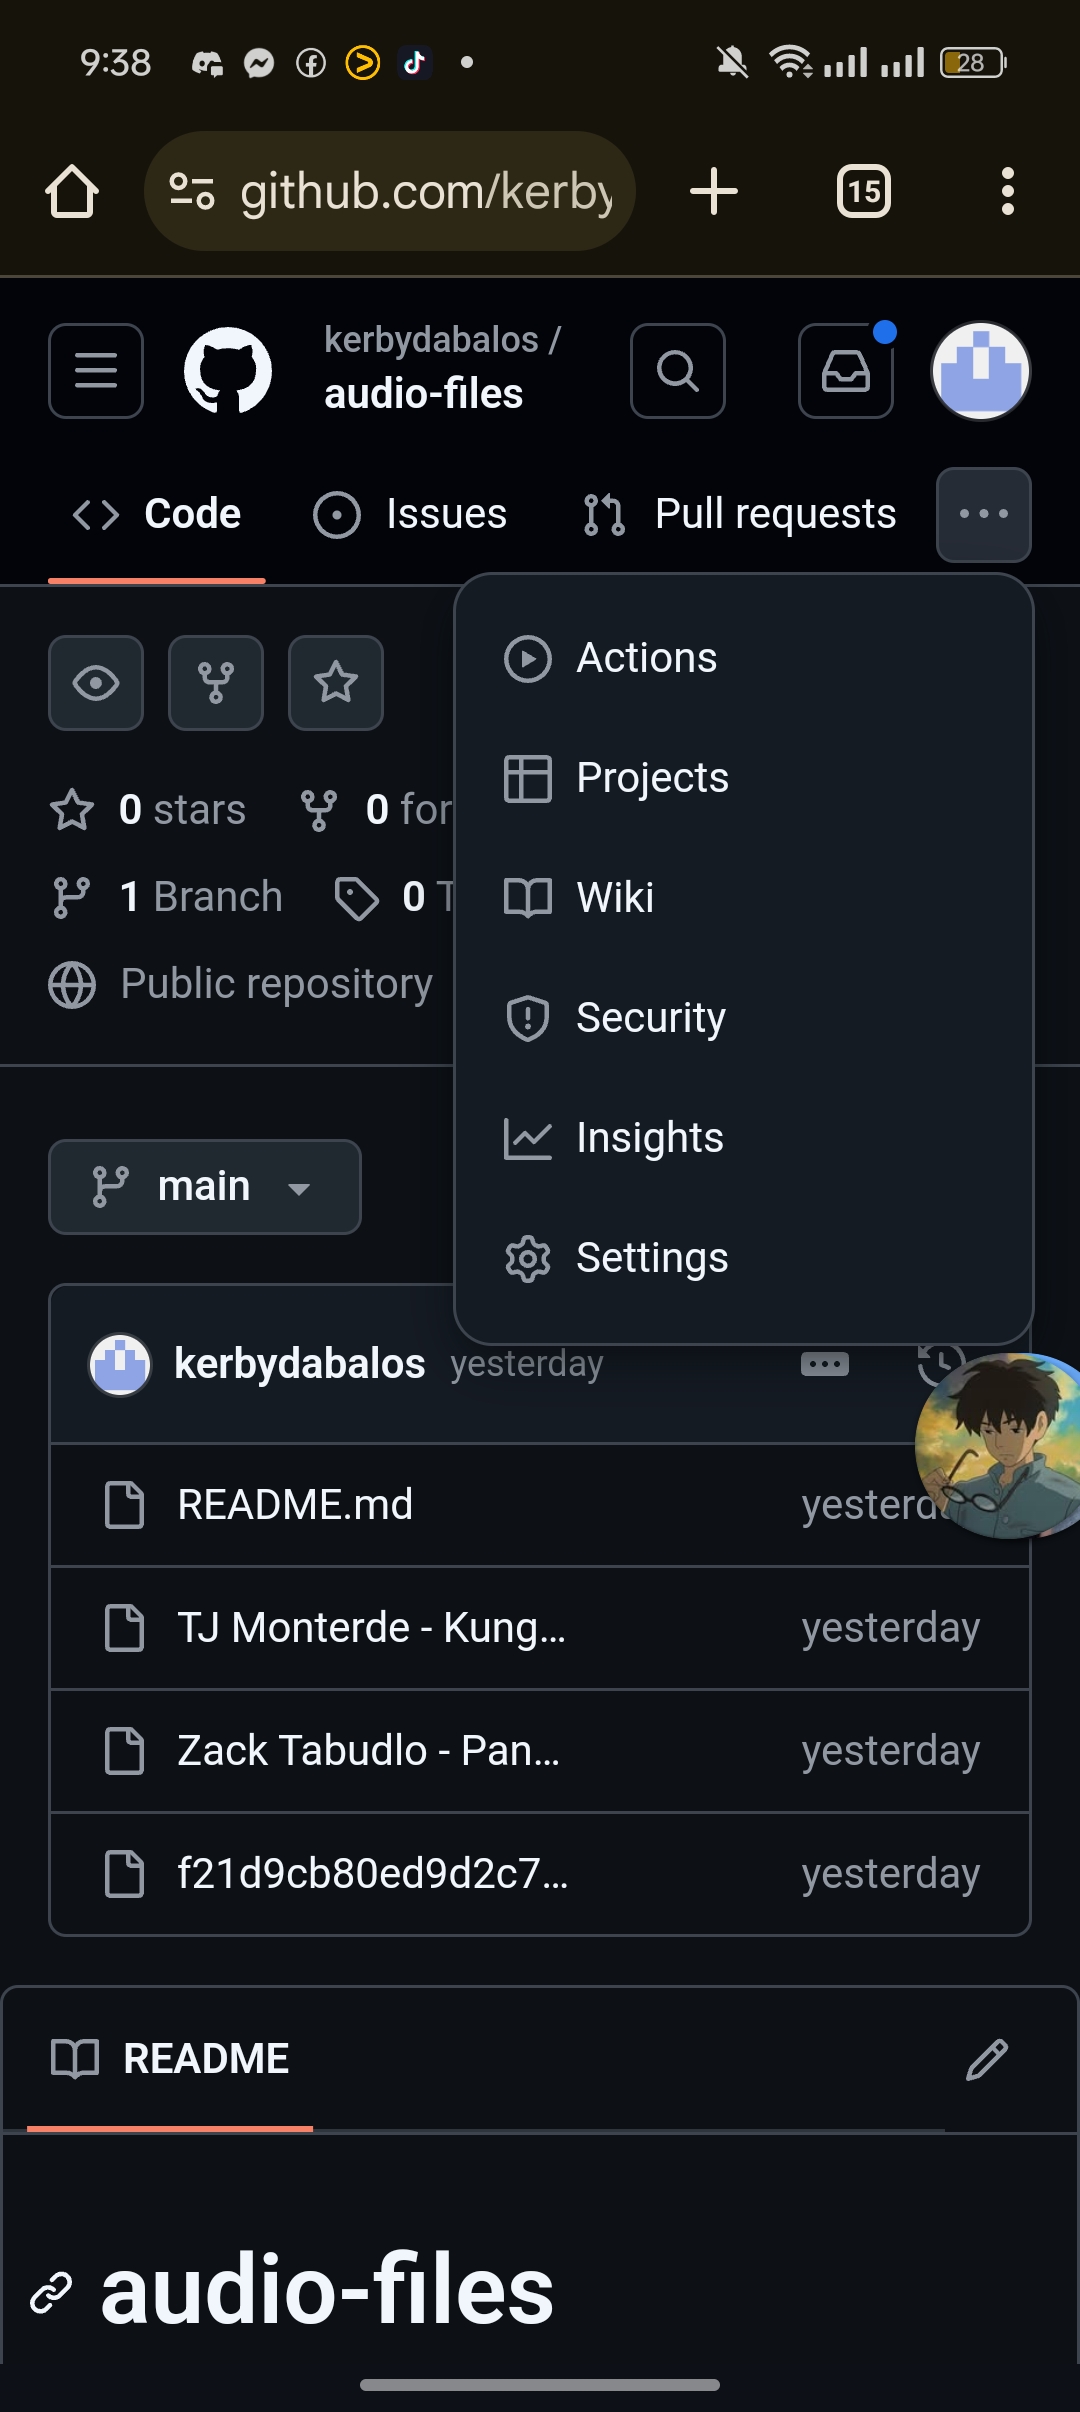 9:38
28
github.com/kerby
15
kerbydabalos /
audio-files
Code
Issues
Pull requests
Actions
Projects
Wiki
Security
Insights
Settings
0 stars
0 for
1 Branch
0 T
Public repository
main
kerbydabalos yesterday
README.md
yesterd
TJ Monterde - Kung... yesterday
Zack Tabudlo - Pan... yesterday
f21d9cb80ed9d2c7... yesterday
README
audio-files